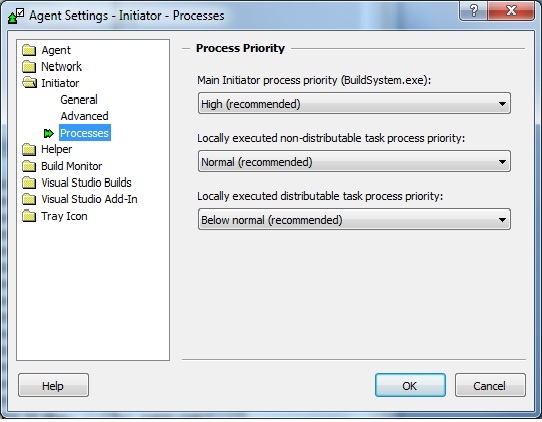 Agent Settings - Initiator - Processes
Agent
Network
Initiator
General
Advanced
Processes
Helper
Build Monitor
Visual Studio Builds
Visual Studio Add-In
Tray Icon
Process Priority
Main Initiator process priority (BuildSystem.exe):
High (recommended)
Locally executed non-distributable task process priority:
Normal (recommended)
Locally executed distributable task process priority:
Below normal (recommended)
Help
OK
Cancel